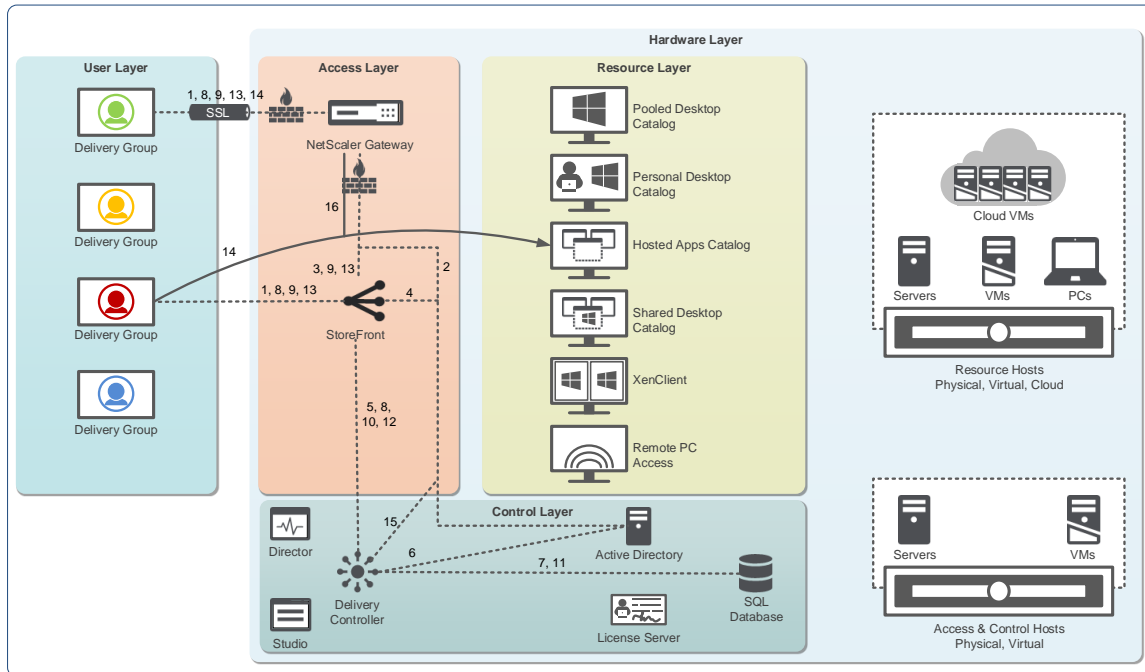 Hardware Layer
User Layer
Access Layer
Resource Layer
1, 8, 9, 13, 14
SSL
Delivery Group
NetScaler Gateway
Delivery Group
16
14
3, 9, 13
2
1, 8, 9, 13
4
Delivery Group
StoreFront
Delivery Group
5, 8,
10, 12
Pooled Desktop
Catalog
Personal Desktop
Catalog
Hosted Apps Catalog
Shared Desktop
Catalog
XenClient
Remote PC
Access
Cloud VMs
Servers
VMs
PCs
Resource Hosts
Physical, Virtual, Cloud
Control Layer
Director
15
6
Active Directory
7, 11
Delivery
Controller
SQL
Database
Studio
License Server
Servers
VMs
Access & Control Hosts
Physical, Virtual